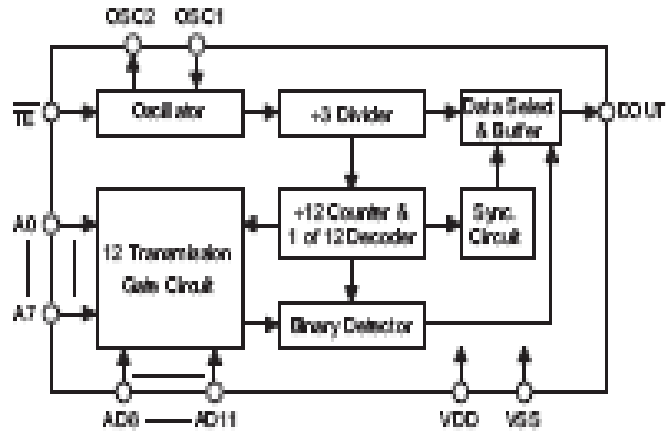 OSC2 OSC1
TE
Oscillator
÷3 Divider
Data Select
& Buffer
DOUT
A0
12 Transmission
Gate Circuit
÷12 Counter &
1 of 12 Decoder
Sync.
Circuit
A7
Binary Detector
AD8 AD11
VDD
VSS